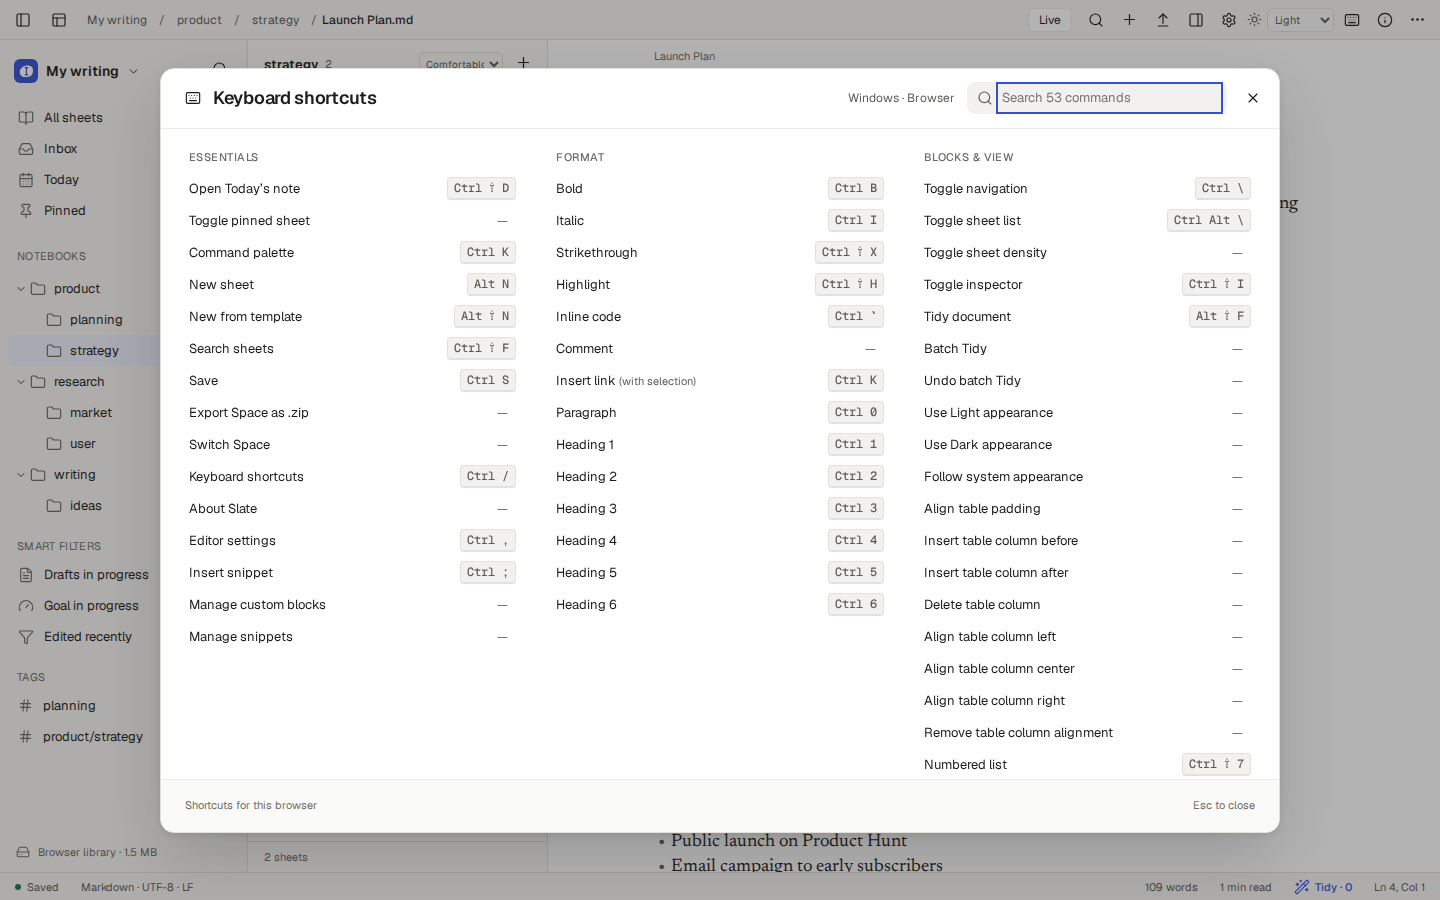 My writing / product / strategy / Launch Plan.md
Live
Light
My writing
strategy 2
Comfortable
Launch Plan
All sheets
Inbox
Today
Pinned
NOTEBOOKS
product
planning
strategy
research
market
user
writing
ideas
SMART FILTERS
Drafts in progress
Goal in progress
Edited recently
TAGS
# planning
# product/strategy
Browser library · 1.5 MB
2 sheets
Keyboard shortcuts
Windows · Browser
Search 53 commands
ESSENTIALS
Open Today's note Ctrl ⇧ D
Toggle pinned sheet —
Command palette Ctrl K
New sheet Alt N
New from template Alt ⇧ N
Search sheets Ctrl ⇧ F
Save Ctrl S
Export Space as .zip —
Switch Space —
Keyboard shortcuts Ctrl /
About Slate —
Editor settings Ctrl ,
Insert snippet Ctrl ;
Manage custom blocks —
Manage snippets —
FORMAT
Bold Ctrl B
Italic Ctrl I
Strikethrough Ctrl ⇧ X
Highlight Ctrl ⇧ H
Inline code Ctrl `
Comment —
Insert link (with selection) Ctrl K
Paragraph Ctrl 0
Heading 1 Ctrl 1
Heading 2 Ctrl 2
Heading 3 Ctrl 3
Heading 4 Ctrl 4
Heading 5 Ctrl 5
Heading 6 Ctrl 6
BLOCKS & VIEW
Toggle navigation Ctrl \
Toggle sheet list Ctrl Alt \
Toggle sheet density —
Toggle inspector Ctrl ⇧ I
Tidy document Alt ⇧ F
Batch Tidy —
Undo batch Tidy —
Use Light appearance —
Use Dark appearance —
Follow system appearance —
Align table padding —
Insert table column before —
Insert table column after —
Delete table column —
Align table column left —
Align table column center —
Align table column right —
Remove table column alignment —
Numbered list Ctrl ⇧ 7
Shortcuts for this browser
Esc to close
ng
• Public launch on Product Hunt
• Email campaign to early subscribers
Saved
Markdown · UTF-8 · LF
109 words
1 min read
Tidy · 0
Ln 4, Col 1